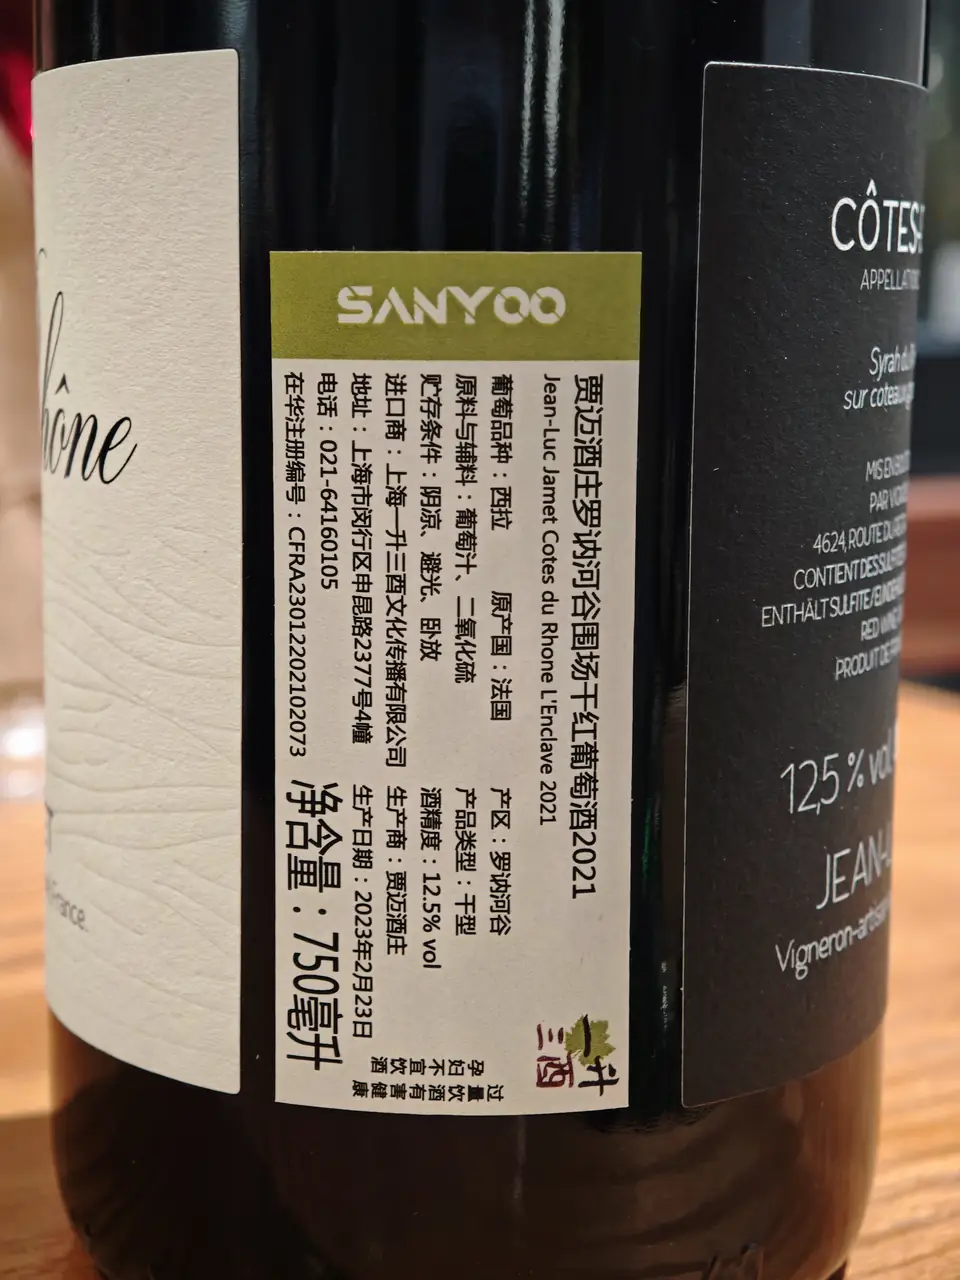 hône
France.
SANYOO
贾迈酒庄罗讷河谷围场干红葡萄酒2021
Jean-Luc Jamet Cotes du Rhone L'Enclave 2021
葡萄品种：西拉 原产国：法国 产区：罗讷河谷
原料与辅料：葡萄汁、二氧化硫 产品类型：干型
贮存条件：阴凉、避光、卧放 酒精度：12.5% vol
进口商：上海一升三酉文化传播有限公司 生产商：贾迈酒庄
地址：上海市闵行区申昆路2377号4幢 生产日期：2023年2月23日
电话：021-64160105
在华注册编号：CFRA23012202102073 净含量：750毫升
一升
三酉
过量饮酒有害健康
孕妇不宜饮酒
CÔTES
APPELLATIO
Syrah du
sur coteaux
MIS EN BOUT
PAR
4624, ROUTE DU
CONTIENT DES SULFITES
ENTHÄLT SULFITE/
RED WINE
PRODUIT DE
12,5 % vol
JEAN-
Vigneron-artis